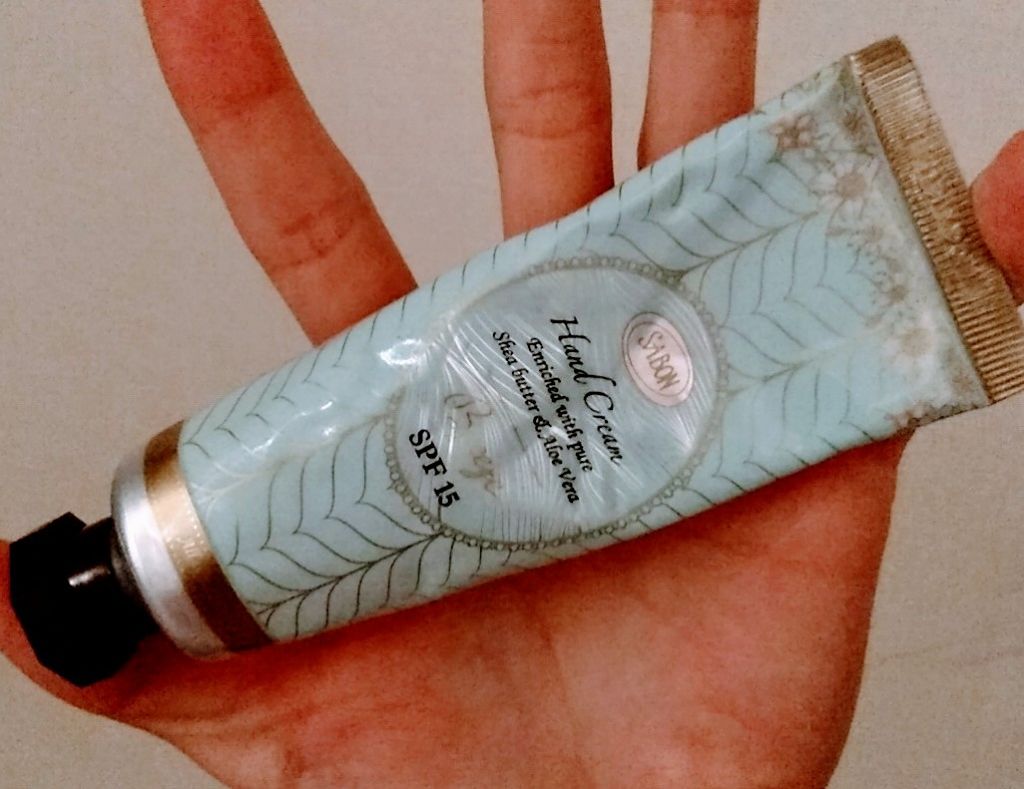 SABON
Hand Cream
Enriched with pure
Shea butter & Aloe Vera
SPF 15